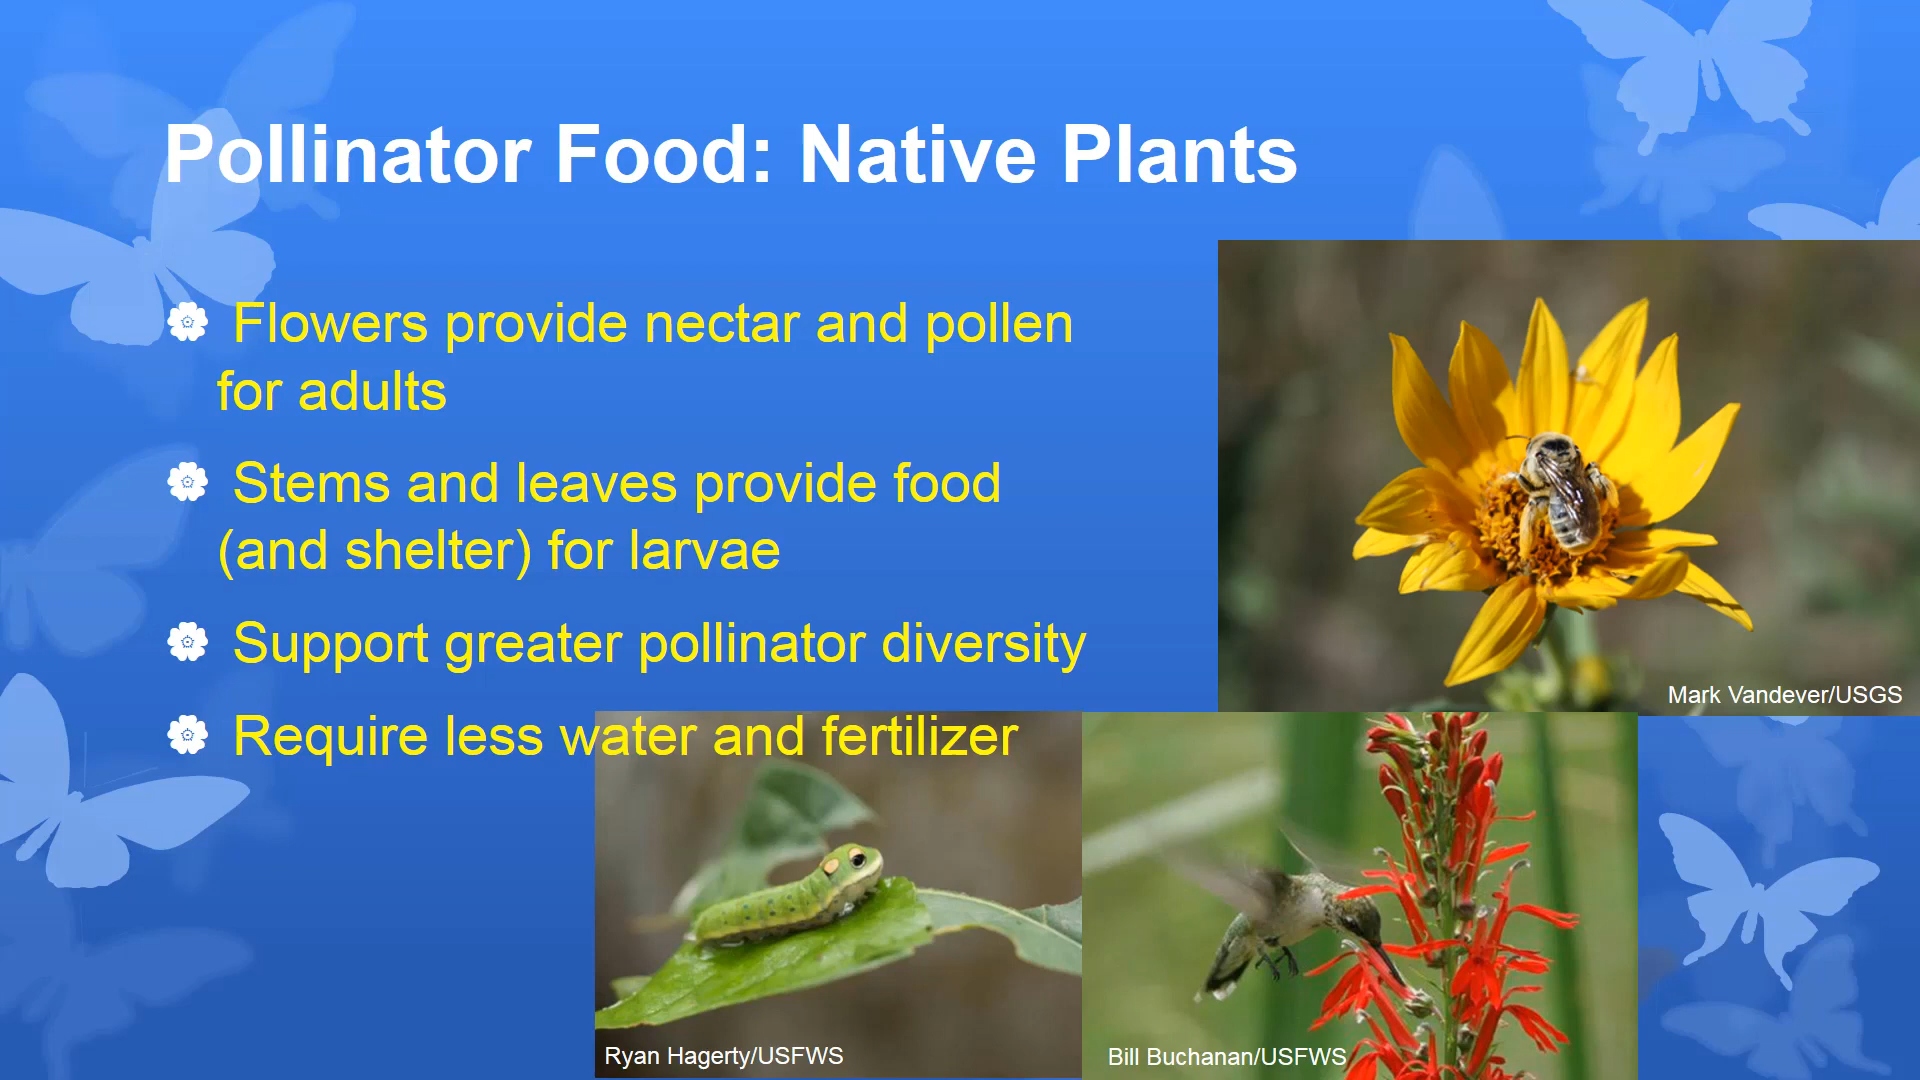 Pollinator Food: Native Plants
Flowers provide nectar and pollen
for adults
Stems and leaves provide food
(and shelter) for larvae
Support greater pollinator diversity
Require less water and fertilizer
Mark Vandever/USGS
Ryan Hagerty/USFWS
Bill Buchanan/USFWS